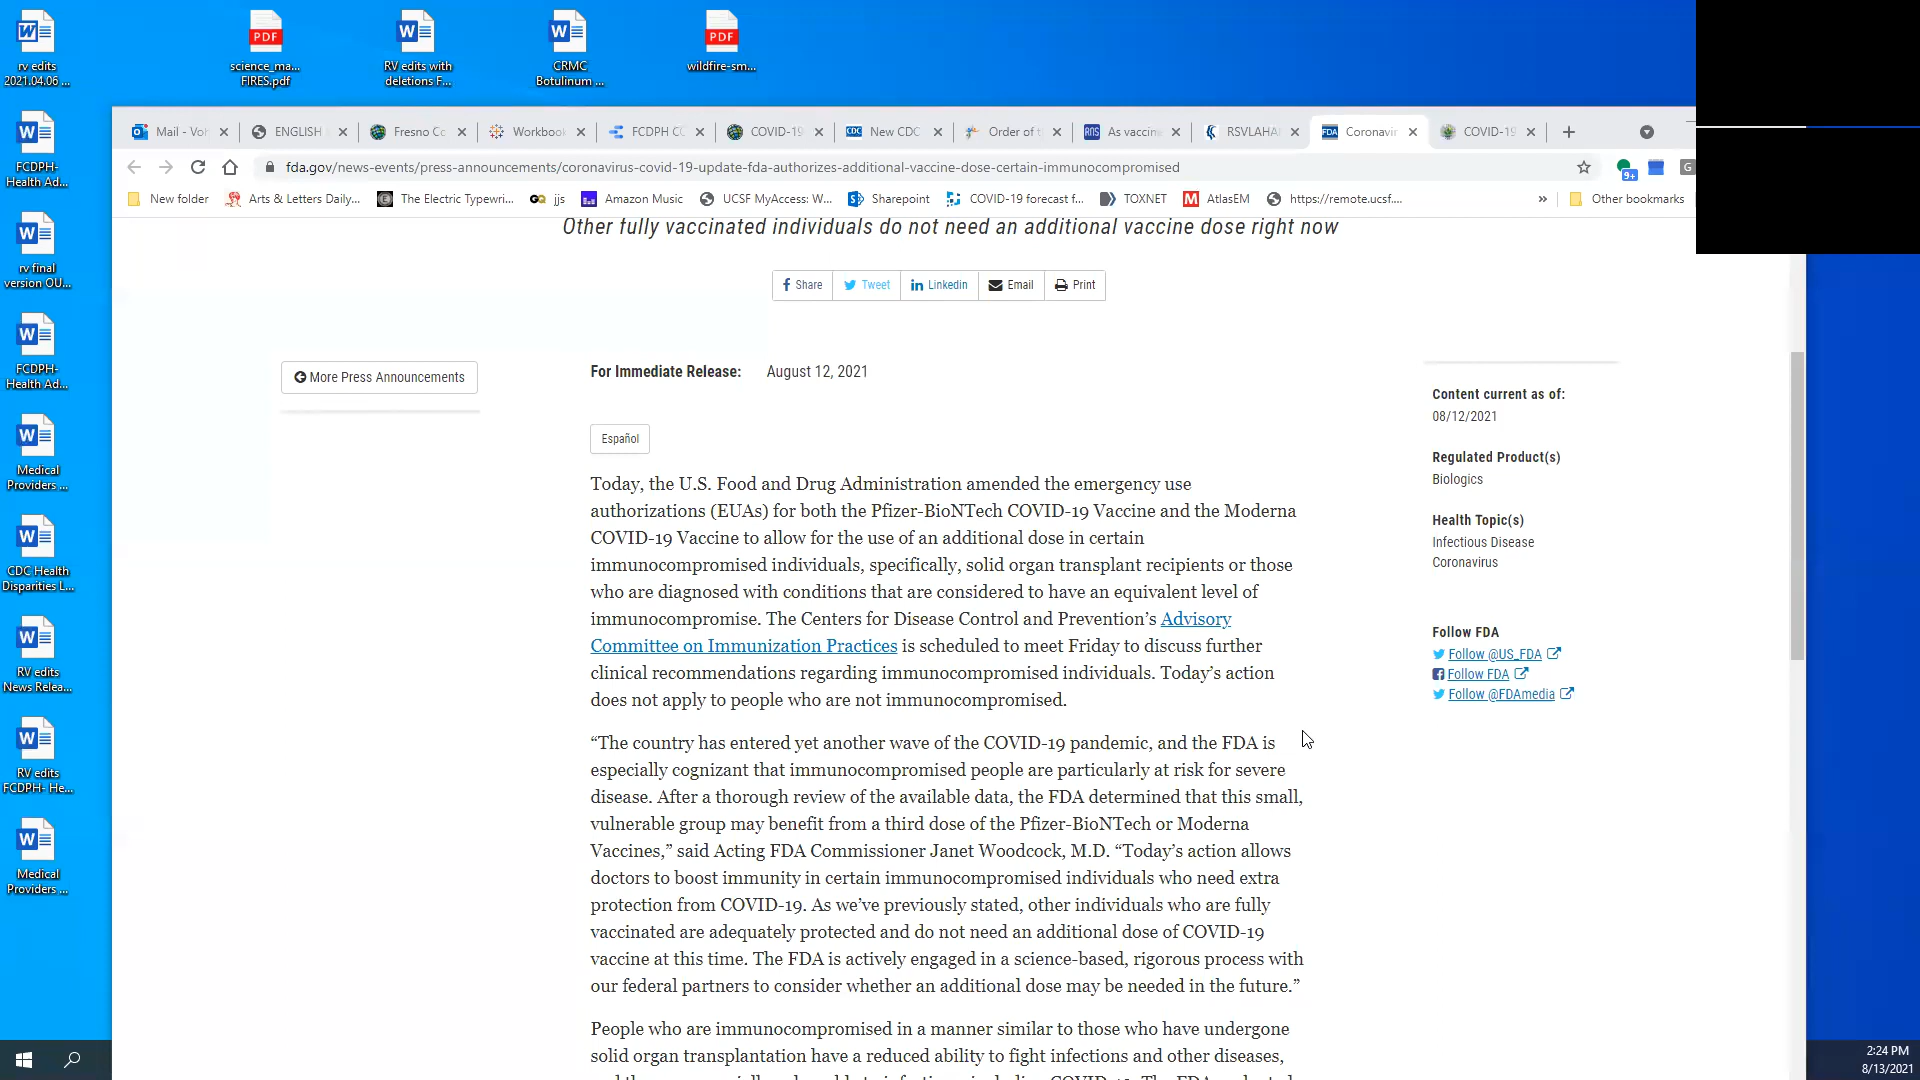 rv edits
2021.04.06 ...
science_ma...
FIRES.pdf
RV edits with
deletions F...
CRMC
Botulinum ...
wildfire-sm...
FCDPH-
Health Ad...
rv final
version OU...
FCDPH-
Health Ad...
Medical
Providers ...
CDC Health
Disparities L...
RV edits
News Relea...
RV edits
FCDPH- He...
Medical
Providers ...
Mail - Vo
ENGLISH
Fresno Co
Workbook
FCDPH CO
COVID-19
New CDC
Order of t
As vaccin
RSVLAHA
Coronavir
COVID-19
fda.gov/news-events/press-announcements/coronavirus-covid-19-update-fda-authorizes-additional-vaccine-dose-certain-immunocompromised
9+
G
New folder
Arts & Letters Daily...
The Electric Typewri...
jjs
Amazon Music
UCSF MyAccess: W...
Sharepoint
COVID-19 forecast f...
TOXNET
AtlasEM
https://remote.ucsf....
»
Other bookmarks
Other fully vaccinated individuals do not need an additional vaccine dose right now
Share
Tweet
Linkedin
Email
Print
More Press Announcements
For Immediate Release: August 12, 2021
Español
Today, the U.S. Food and Drug Administration amended the emergency use
authorizations (EUAs) for both the Pfizer-BioNTech COVID-19 Vaccine and the Moderna
COVID-19 Vaccine to allow for the use of an additional dose in certain
immunocompromised individuals, specifically, solid organ transplant recipients or those
who are diagnosed with conditions that are considered to have an equivalent level of
immunocompromise. The Centers for Disease Control and Prevention’s Advisory
Committee on Immunization Practices is scheduled to meet Friday to discuss further
clinical recommendations regarding immunocompromised individuals. Today’s action
does not apply to people who are not immunocompromised.
“The country has entered yet another wave of the COVID-19 pandemic, and the FDA is
especially cognizant that immunocompromised people are particularly at risk for severe
disease. After a thorough review of the available data, the FDA determined that this small,
vulnerable group may benefit from a third dose of the Pfizer-BioNTech or Moderna
Vaccines,” said Acting FDA Commissioner Janet Woodcock, M.D. “Today’s action allows
doctors to boost immunity in certain immunocompromised individuals who need extra
protection from COVID-19. As we’ve previously stated, other individuals who are fully
vaccinated are adequately protected and do not need an additional dose of COVID-19
vaccine at this time. The FDA is actively engaged in a science-based, rigorous process with
our federal partners to consider whether an additional dose may be needed in the future.”
People who are immunocompromised in a manner similar to those who have undergone
solid organ transplantation have a reduced ability to fight infections and other diseases,
Content current as of:
08/12/2021
Regulated Product(s)
Biologics
Health Topic(s)
Infectious Disease
Coronavirus
Follow FDA
Follow @US_FDA
Follow FDA
Follow @FDAmedia
2:24 PM
8/13/2021